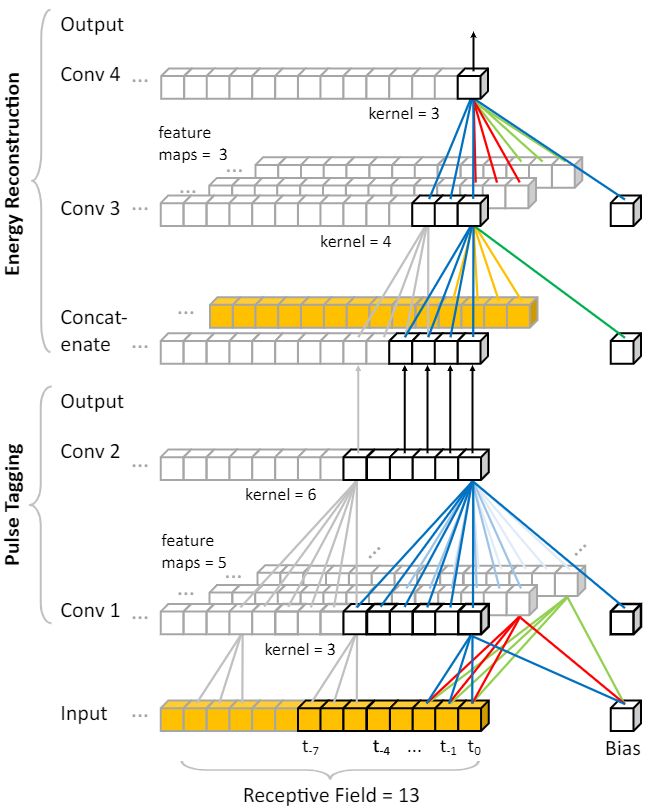 Output
Conv 4 ...
kernel = 3
feature
maps = 3
...
...
Conv 3 ...
kernel = 4
Energy Reconstruction
...
Concat-
enate ...
Output
Conv 2 ...
kernel = 6
Pulse Tagging
feature
maps = 5
...
...
...
...
Conv 1 ...
kernel = 3
Input ...
t-7 t-4 ... t-1 t0 Bias
Receptive Field = 13